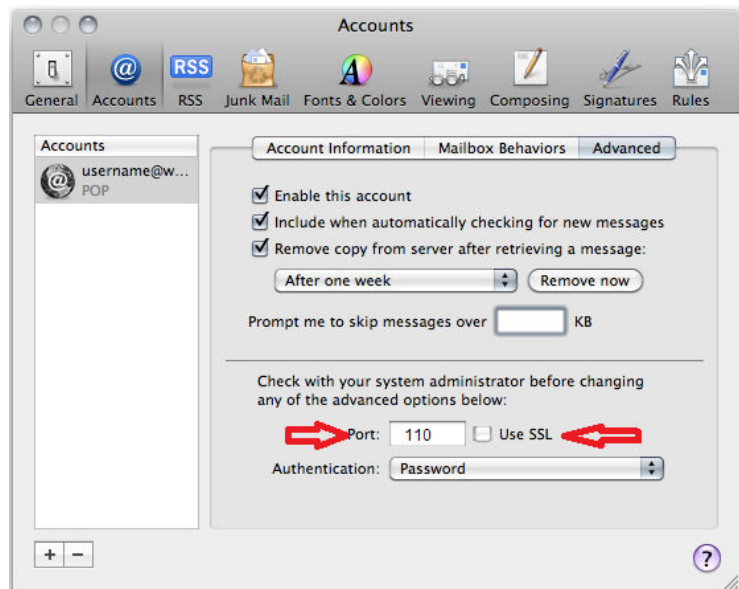 Accounts
RSS
General Accounts RSS Junk Mail Fonts & Colors Viewing Composing Signatures Rules
Accounts
username@w...
POP
Account Information Mailbox Behaviors Advanced
Enable this account
Include when automatically checking for new messages
Remove copy from server after retrieving a message:
After one week Remove now
Prompt me to skip messages over KB
Check with your system administrator before changing
any of the advanced options below:
Port: 110 Use SSL
Authentication: Password
+ − ?